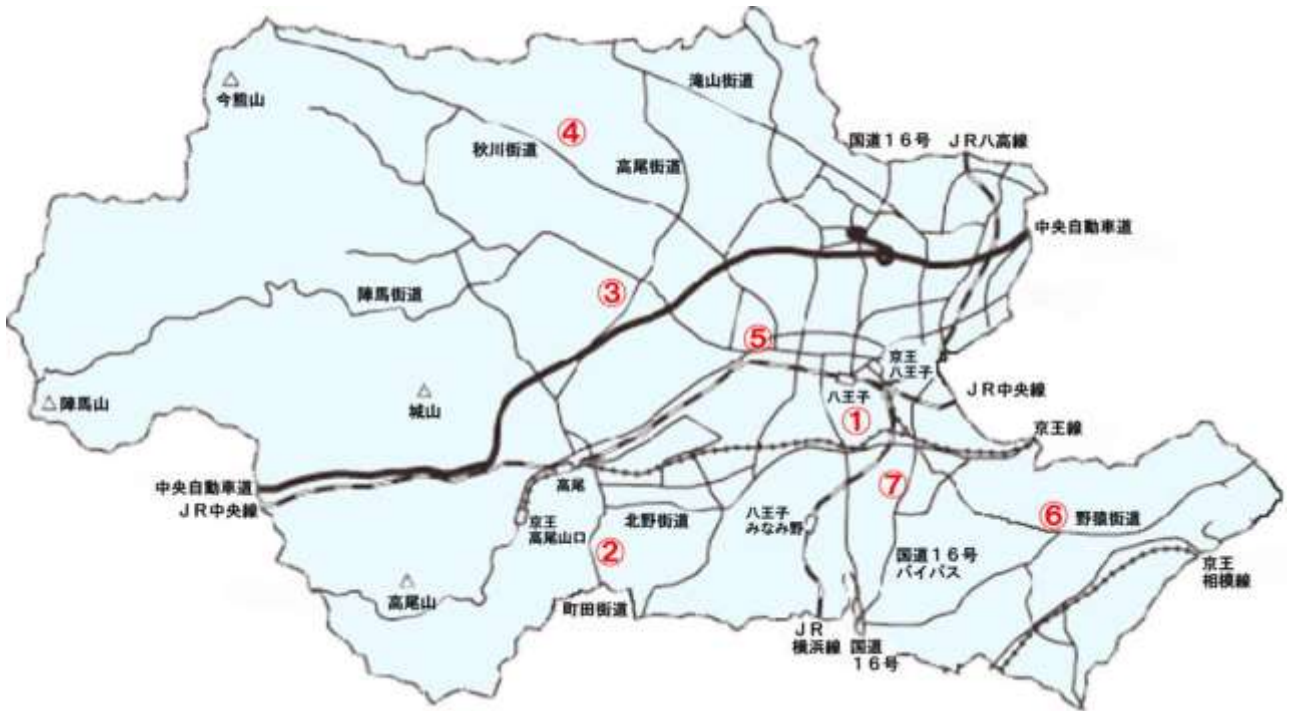 滝山街道
今熊山
④
国道１６号
ＪＲ八高線
秋川街道
高尾街道
中央自動車道
③
陣馬街道
⑤
京王
八王子
陣馬山
城山
八王子
ＪＲ中央線
①
京王線
中央自動車道
ＪＲ中央線
高尾
⑦
北野街道
八王子
みなみ野
⑥
野猿街道
京王
高尾山口
②
国道１６号
バイパス
京王
相模線
高尾山
町田街道
ＪＲ
横浜線
国道
１６号